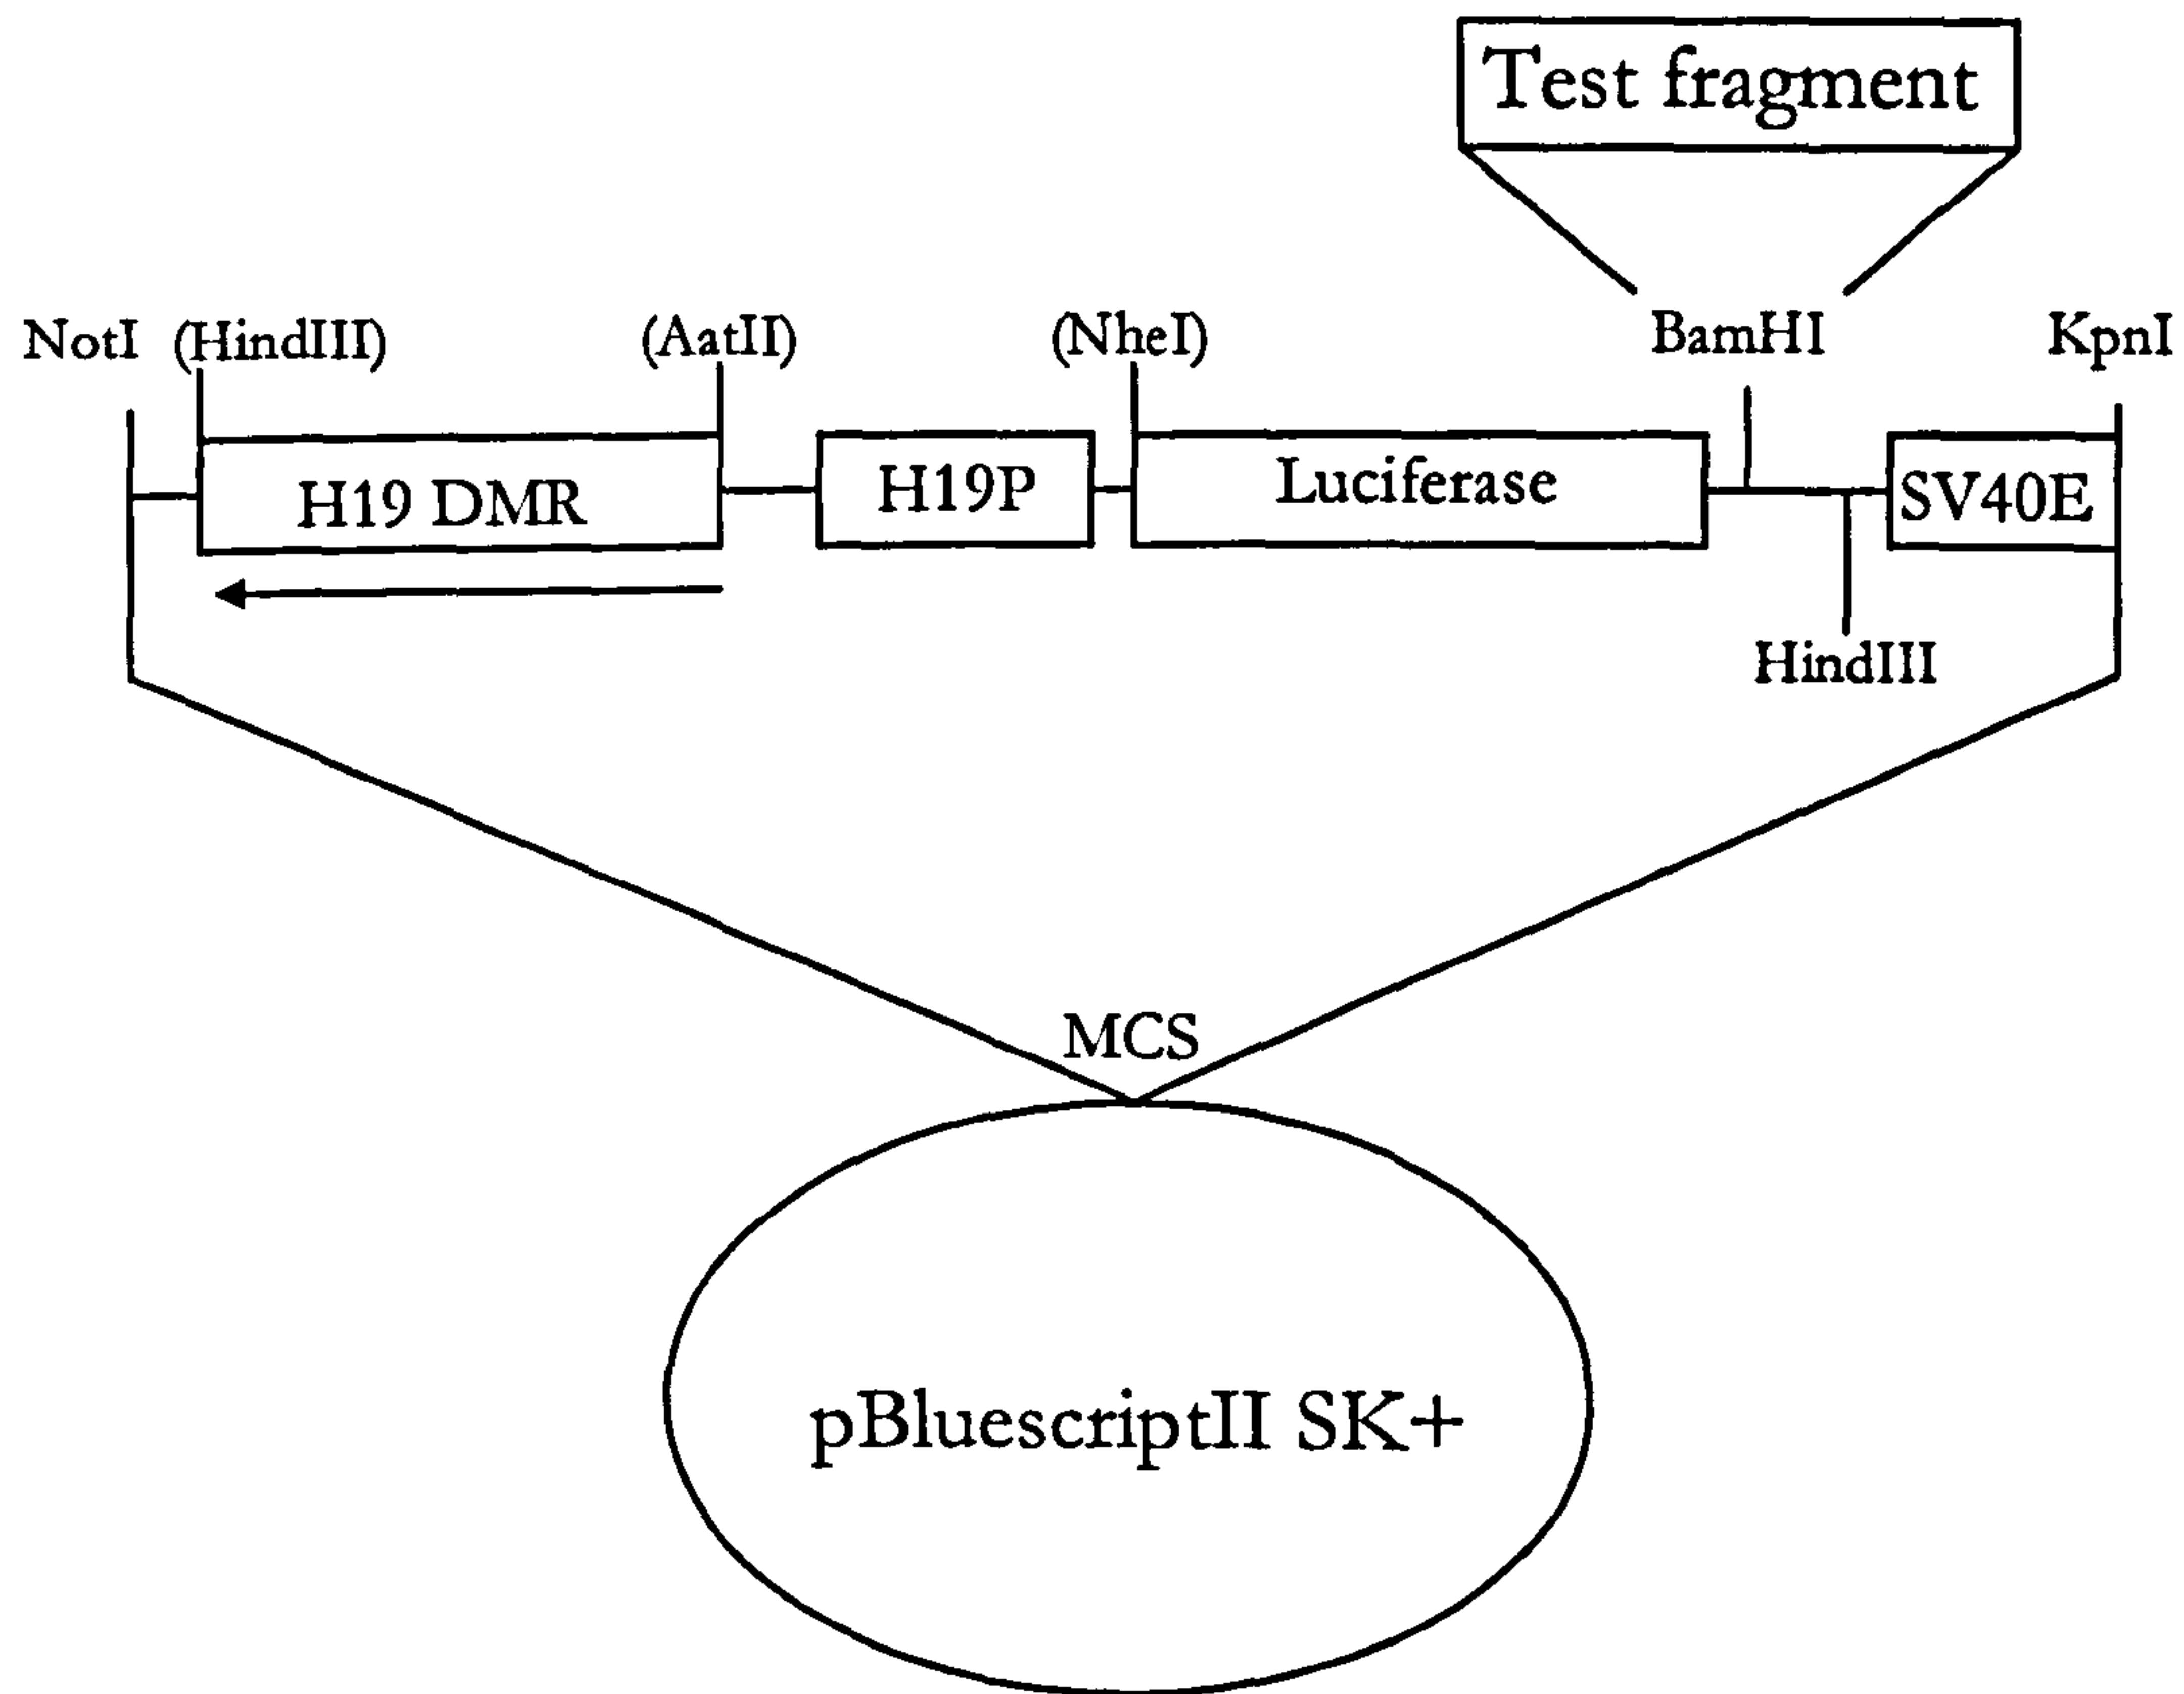 Test fragment
NotI (HindIII) (AatII) (NheI) BamHI KpnI
H19 DMR H19P Luciferase SV40E
HindIII
MCS
pBluescriptII SK+